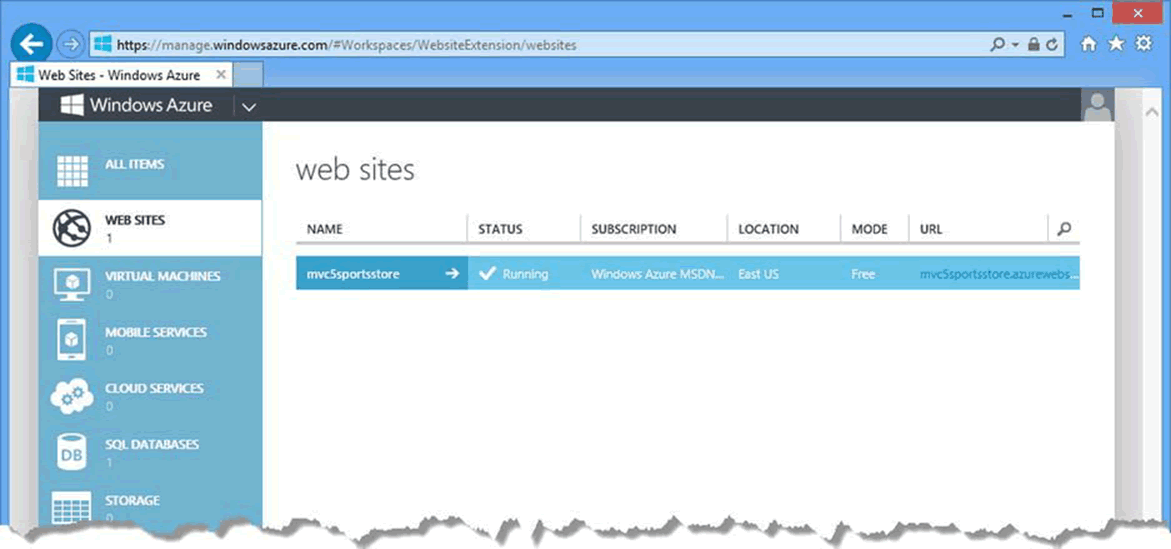 https://manage.windowsazure.com/#Workspaces/WebsiteExtension/websites
Web Sites - Windows Azure
Windows Azure
ALL ITEMS
WEB SITES
1
VIRTUAL MACHINES
0
MOBILE SERVICES
0
CLOUD SERVICES
0
SQL DATABASES
1
DB
STORAGE
0
web sites
NAME STATUS SUBSCRIPTION LOCATION MODE URL
mvc5sportsstore Running Windows Azure MSDN... East US Free mvc5sportsstore.azurewebs...